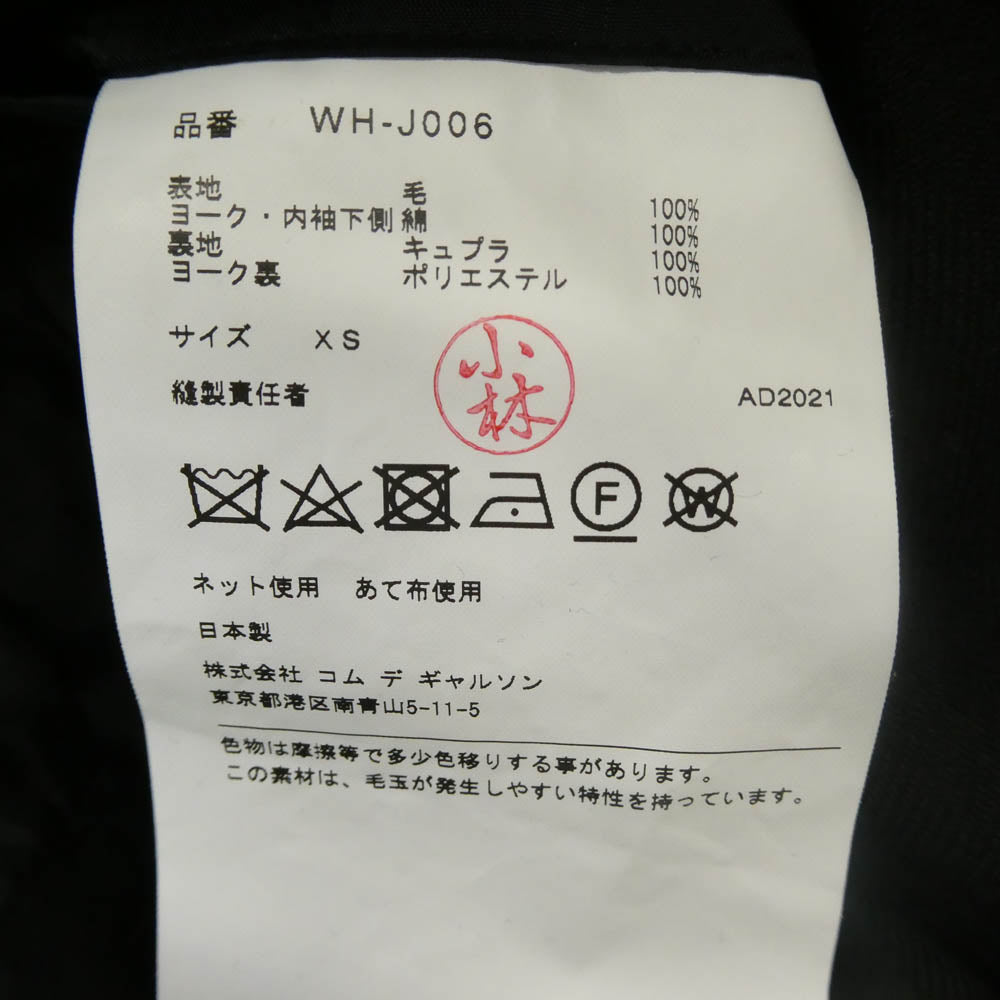 品番 WH-J006
表地 毛 100%
ヨーク・内袖下側 綿 100%
裏地 キュプラ 100%
ヨーク裏 ポリエステル 100%
サイズ XS
小林
縫製責任者 AD2021
F W
ネット使用 あて布使用
日本製
株式会社 コム デ ギャルソン
東京都港区南青山5-11-5
色物は摩擦等で多少色移りする事があります。
この素材は、毛玉が発生しやすい特性を持っています。